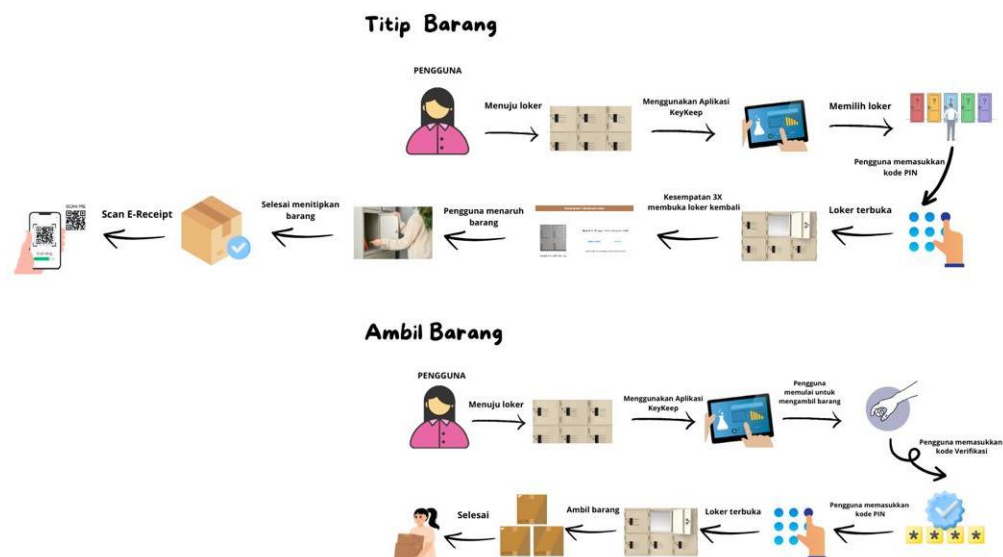 Titip Barang
PENGGUNA
Menuju loker
Menggunakan Aplikasi
KeyKeep
Memilih loker
Pengguna memasukkan
kode PIN
Loker terbuka
Kesempatan 3X
membuka loker kembali
Pengguna menaruh
barang
Selesai menitipkan
barang
Scan E-Receipt
SCAN ME
Ambil Barang
PENGGUNA
Menuju loker
Menggunakan Aplikasi
KeyKeep
Pengguna
memulai untuk
mengambil barang
Pengguna memasukkan
kode Verifikasi
Pengguna memasukkan
kode PIN
Loker terbuka
Ambil barang
Selesai